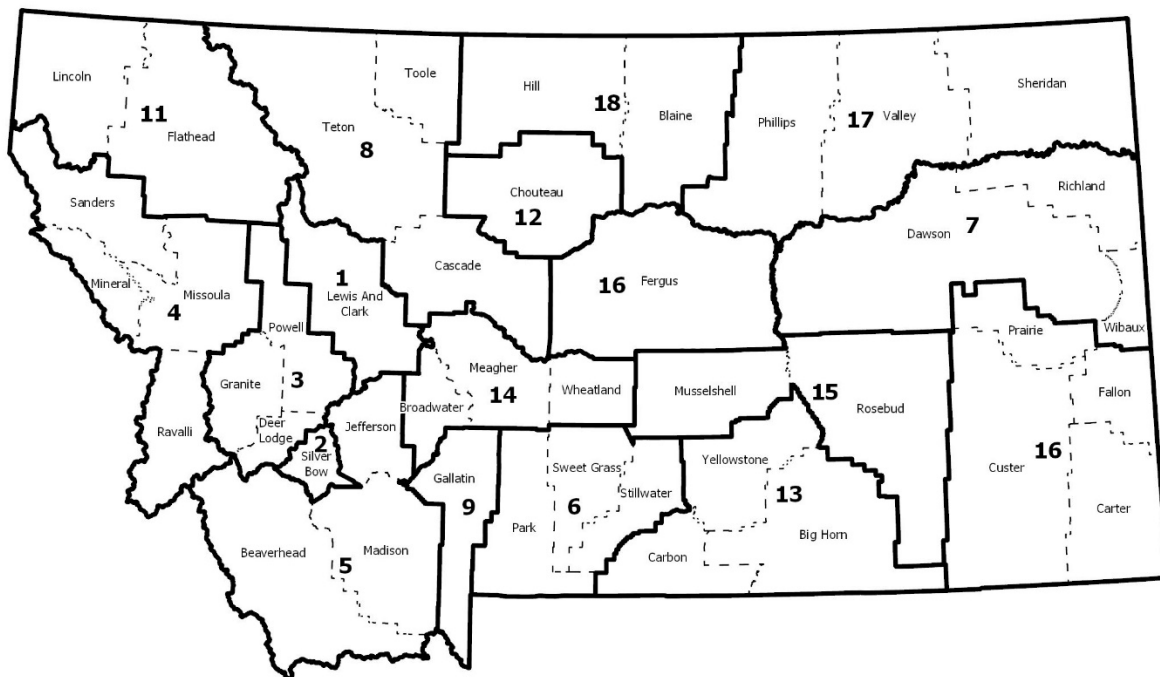 Lincoln
11
Flathead
Toole
Teton
8
Hill
18
Blaine
Phillips
17
Valley
Sheridan
Sanders
Chouteau
12
Richland
7
Dawson
Mineral
4
Missoula
1
Lewis And
Clark
Cascade
16
Fergus
Wibaux
Powell
Prairie
Granite
3
Meagher
14
Wheatland
Musselshell
15
Rosebud
Fallon
Ravalli
Deer
Lodge
2
Silver
Bow
Jefferson
Broadwater
Gallatin
9
Sweet Grass
6
Stillwater
Yellowstone
13
Custer
16
Carter
Park
Big Horn
Carbon
Beaverhead
5
Madison